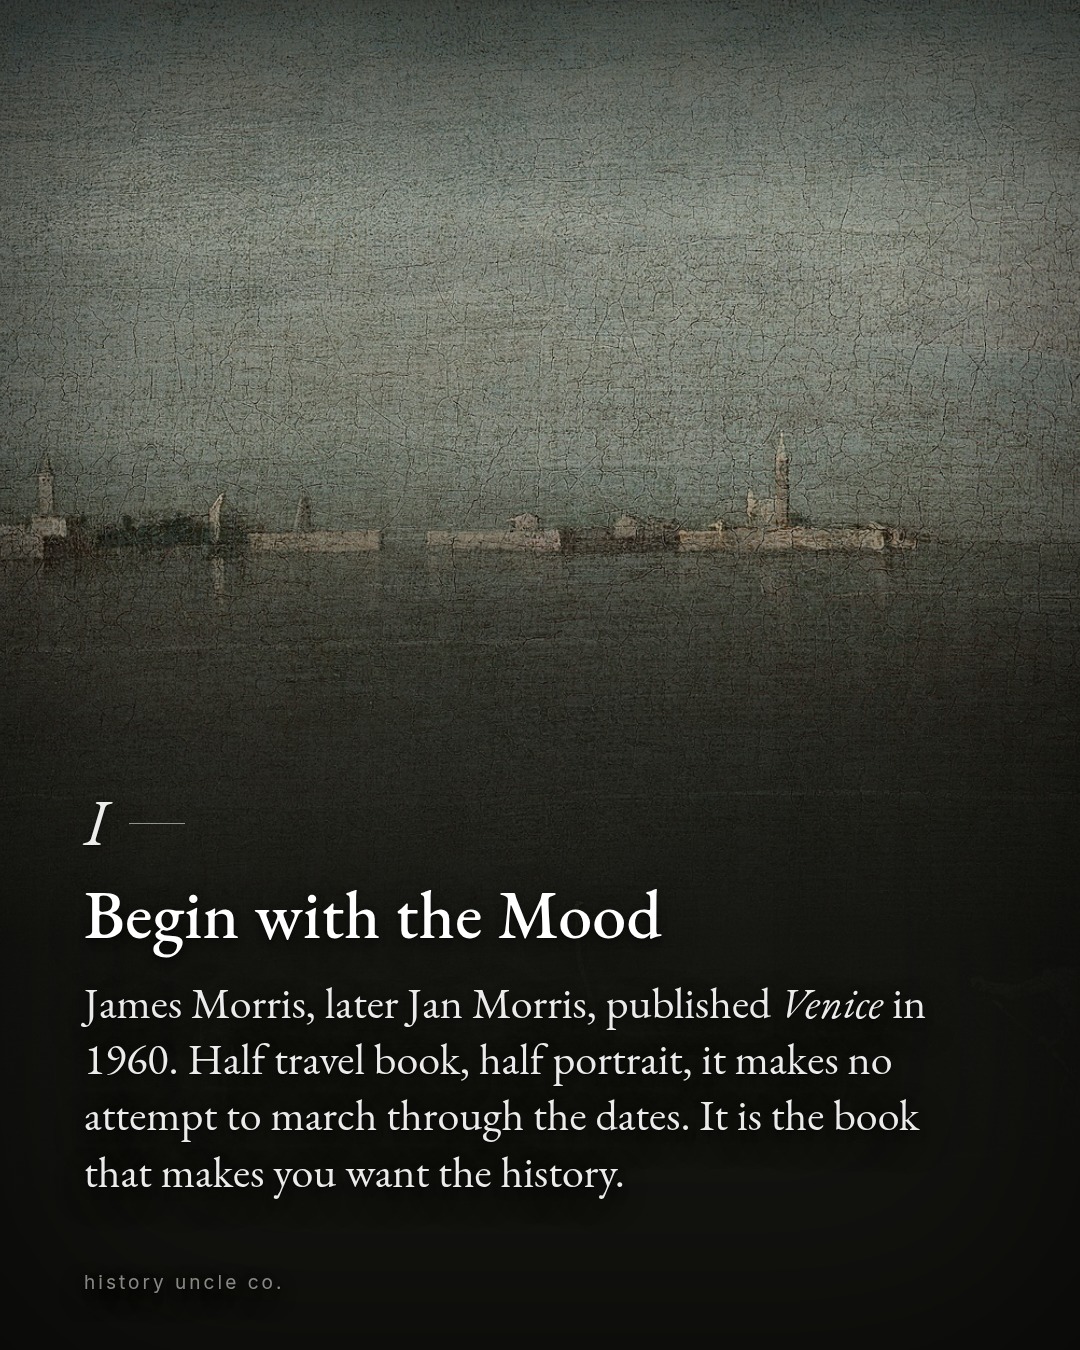 I —
Begin with the Mood
James Morris, later Jan Morris, published Venice in
1960. Half travel book, half portrait, it makes no
attempt to march through the dates. It is the book
that makes you want the history.
history uncle co.